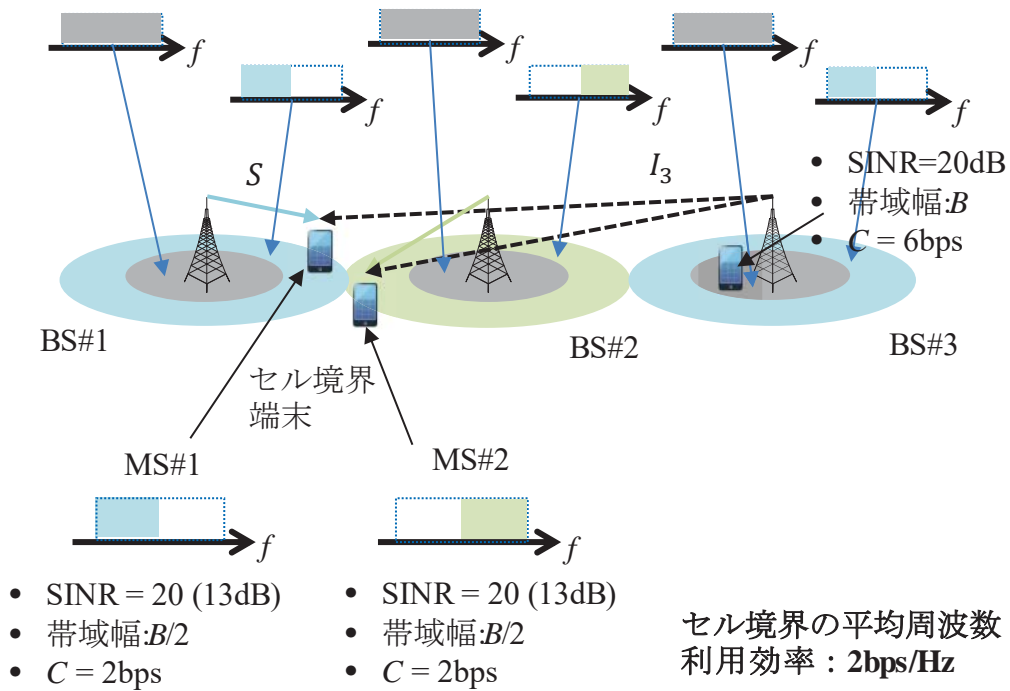 f
f
f
f
f
f
S
I₃
• SINR=20dB
• 帯域幅:B
• C = 6bps
BS#1
BS#2
BS#3
セル境界
端末
MS#1
MS#2
f
f
• SINR = 20 (13dB)
• 帯域幅:B/2
• C = 2bps
• SINR = 20 (13dB)
• 帯域幅:B/2
• C = 2bps
セル境界の平均周波数
利用効率：2bps/Hz